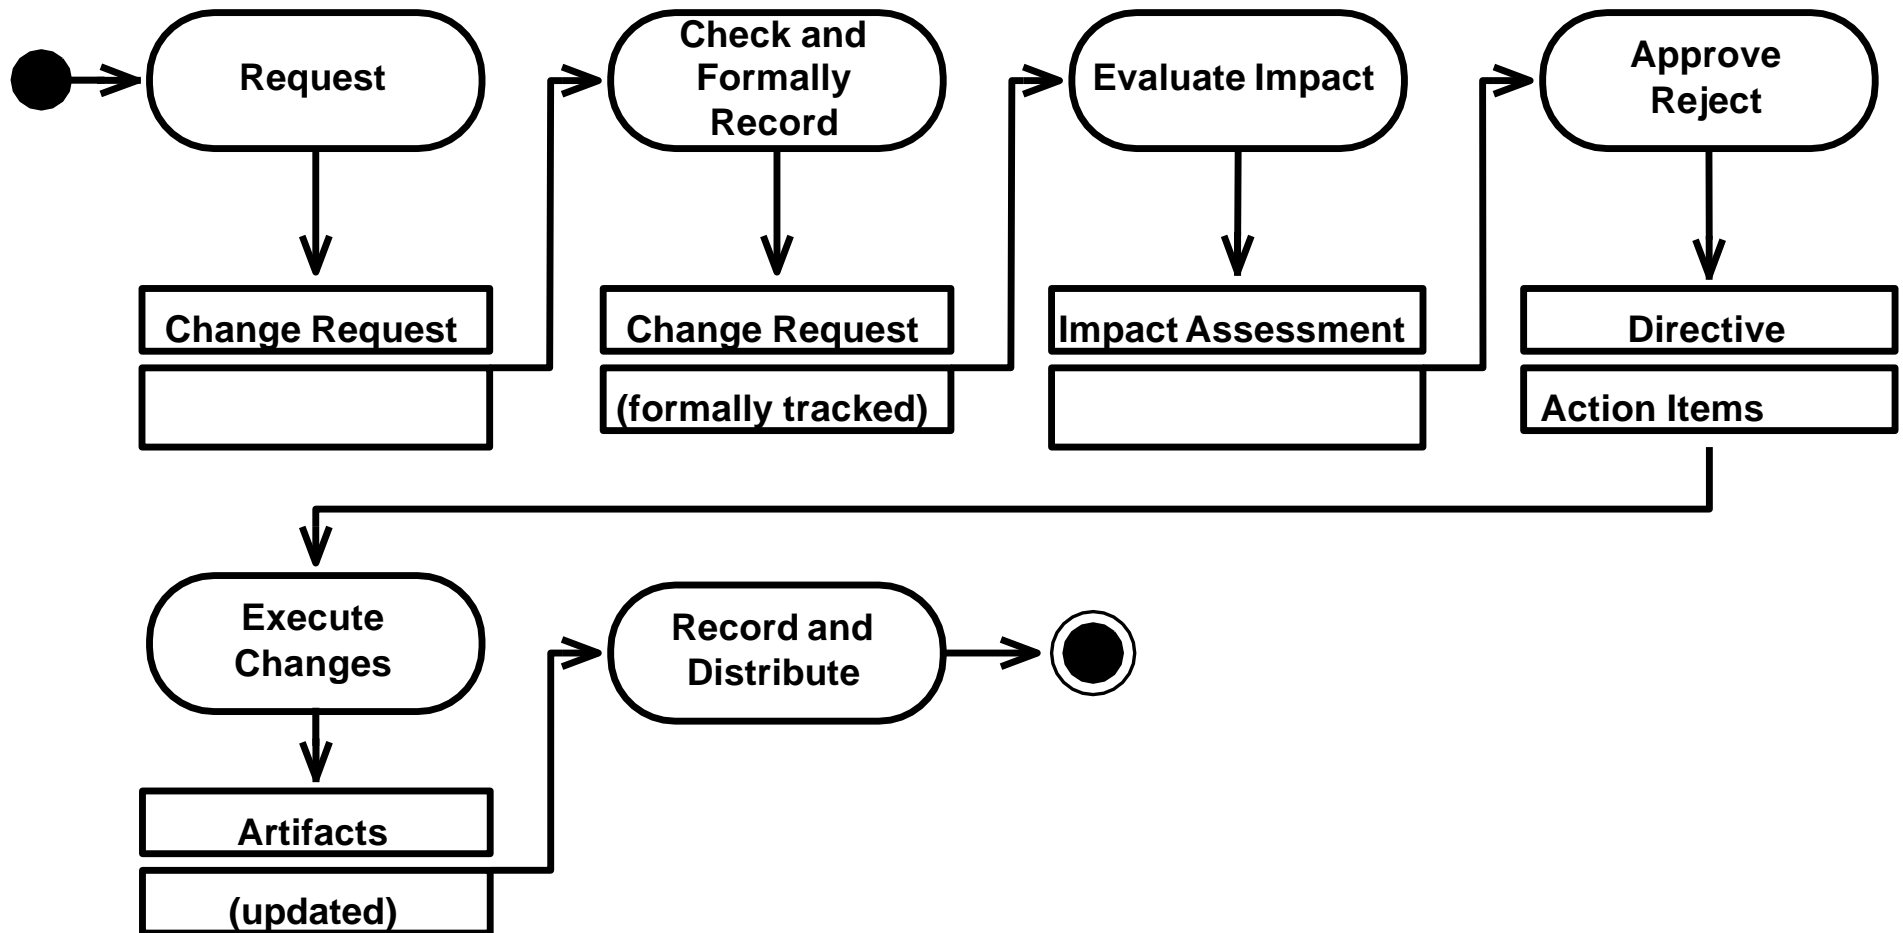 Request
Check and
Formally
Record
Evaluate Impact
Approve
Reject
Change Request
Change Request
(formally tracked)
Impact Assessment
Directive
Action Items
Execute
Changes
Record and
Distribute
Artifacts
(updated)